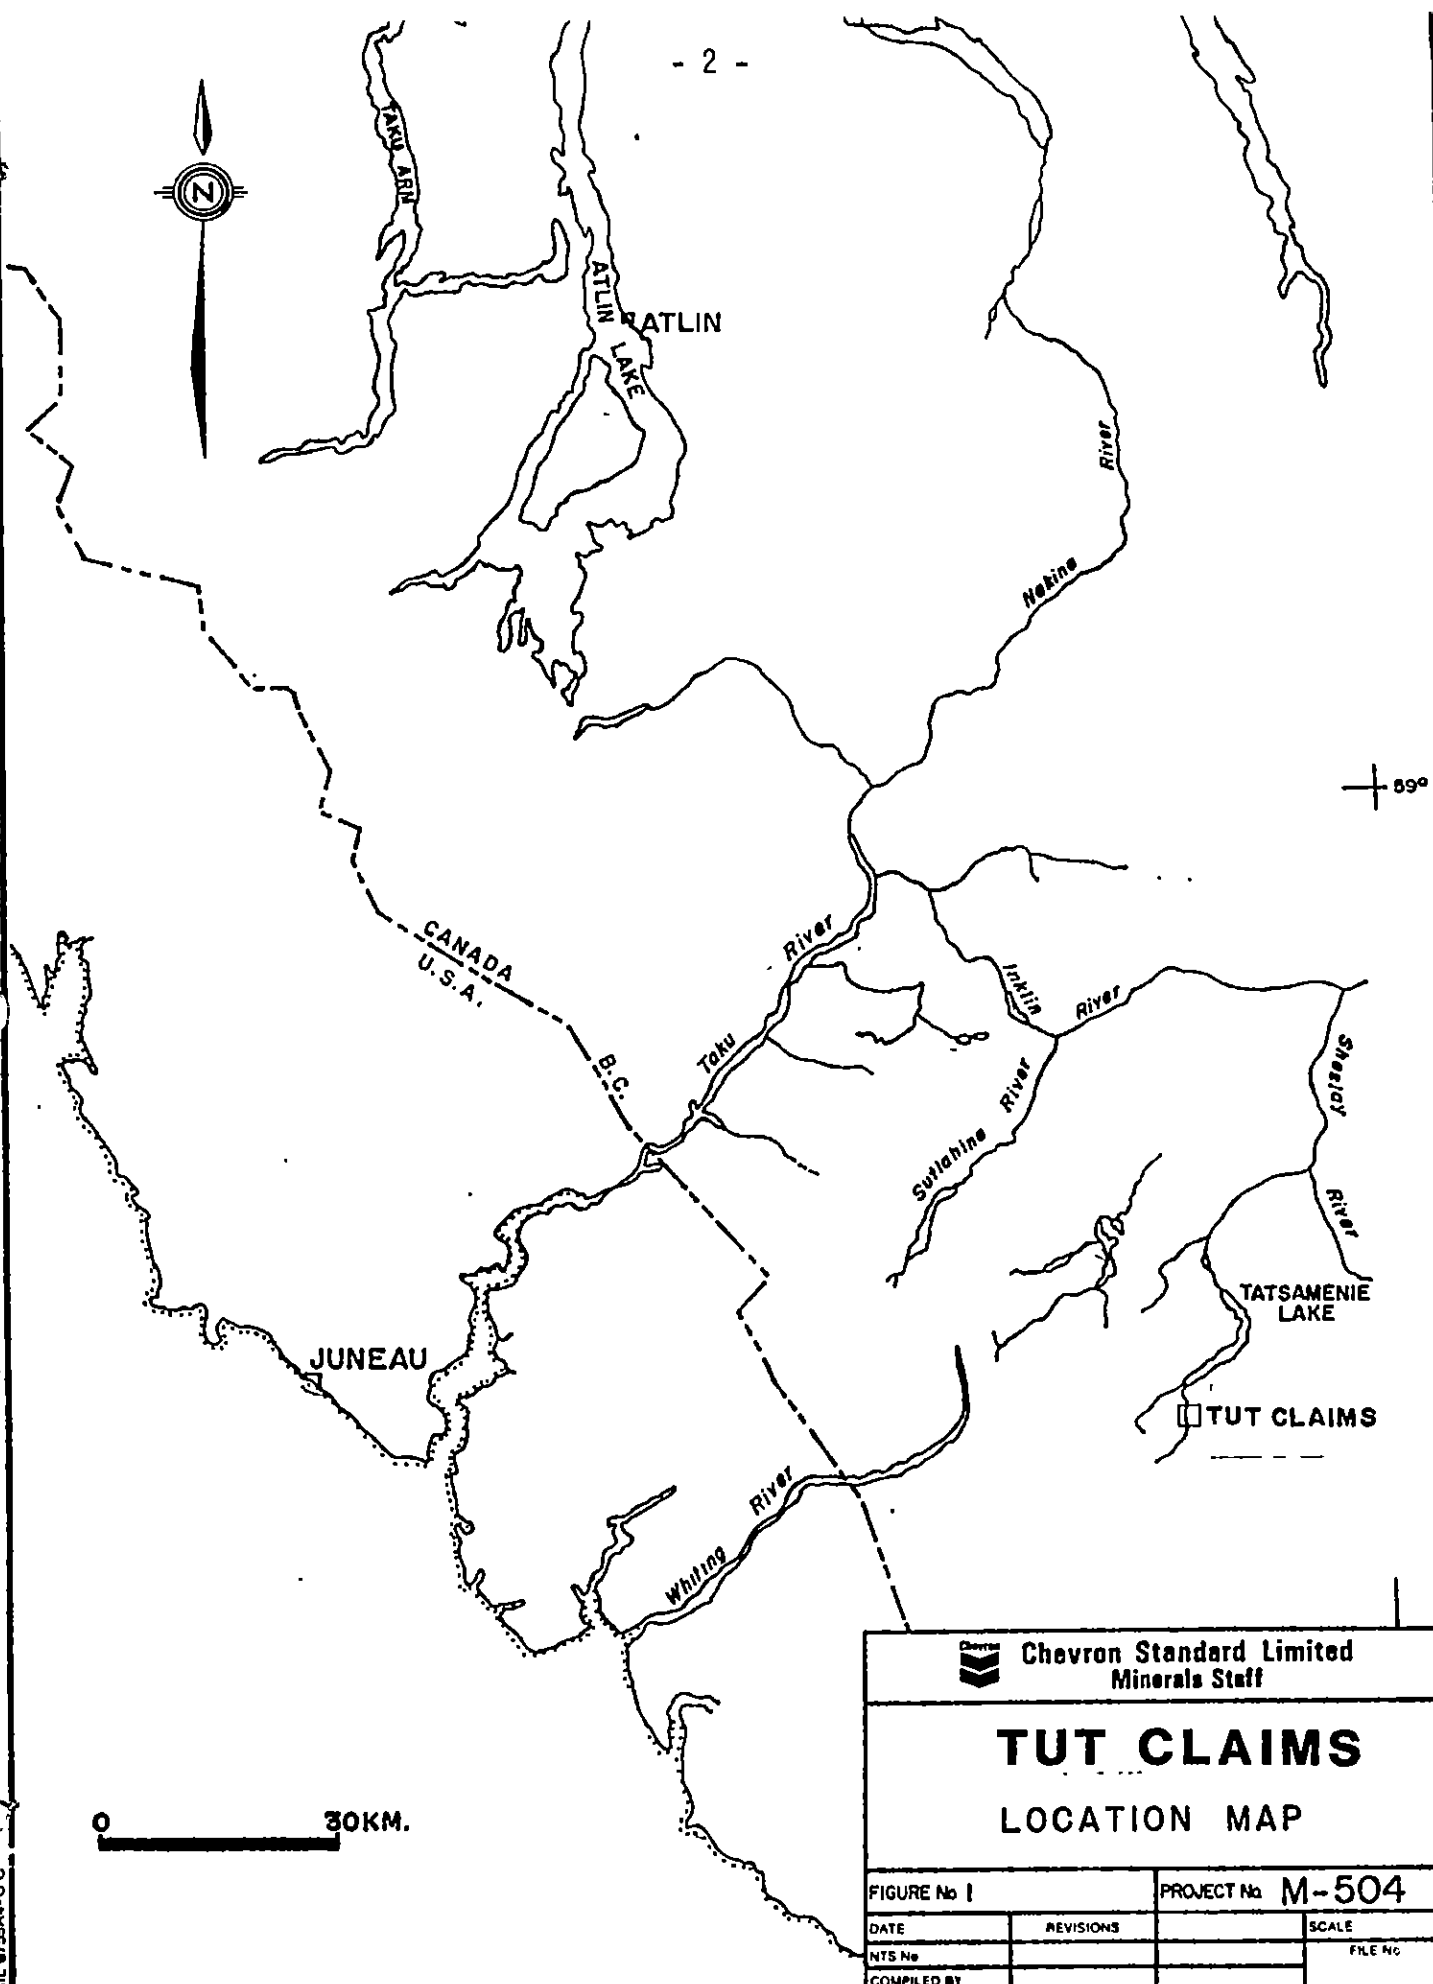 - 2 -
TAKU ARM
N
ATLIN LAKE
ATLIN
River
Nakina
59°
CANADA
U.S.A.
B.C.
River
Taku
Inklin
River
River
Sutlahine
Sheslay
River
TATSAMENIE
LAKE
JUNEAU
TUT CLAIMS
River
Whiting
0 30KM.
Chevron
Chevron Standard Limited
Minerals Staff
TUT CLAIMS
LOCATION MAP
FIGURE No 1 PROJECT No. M-504
DATE REVISIONS SCALE
NTS No FILE No
COMPILED BY